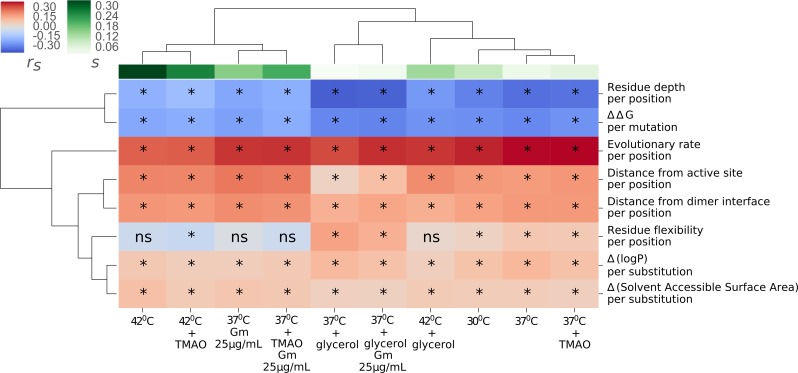 0.30
0.15
0.00
-0.15
-0.30
rS
0.30
0.24
0.18
0.12
0.06
s
* * * * * * * * * *
Residue depth
per position
* * * * * * * * * *
ΔΔG
per mutation
* * * * * * * * * *
Evolutionary rate
per position
* * * * * * * * * *
Distance from active site
per position
* * * * * * * * * *
Distance from dimer interface
per position
ns * ns ns * * ns * * *
Residue flexibility
per position
* * * * * * * * * *
Δ(logP)
per substitution
* * * * * * * * * *
Δ(Solvent Accessible Surface Area)
per substitution
42⁰C
42⁰C
+
TMAO
37⁰C
Gm
25µg/mL
37⁰C
+
TMAO
Gm
25µg/mL
37⁰C
+
glycerol
37⁰C
+
glycerol
Gm
25µg/mL
42⁰C
+
glycerol
30⁰C
37⁰C
37⁰C
+
TMAO